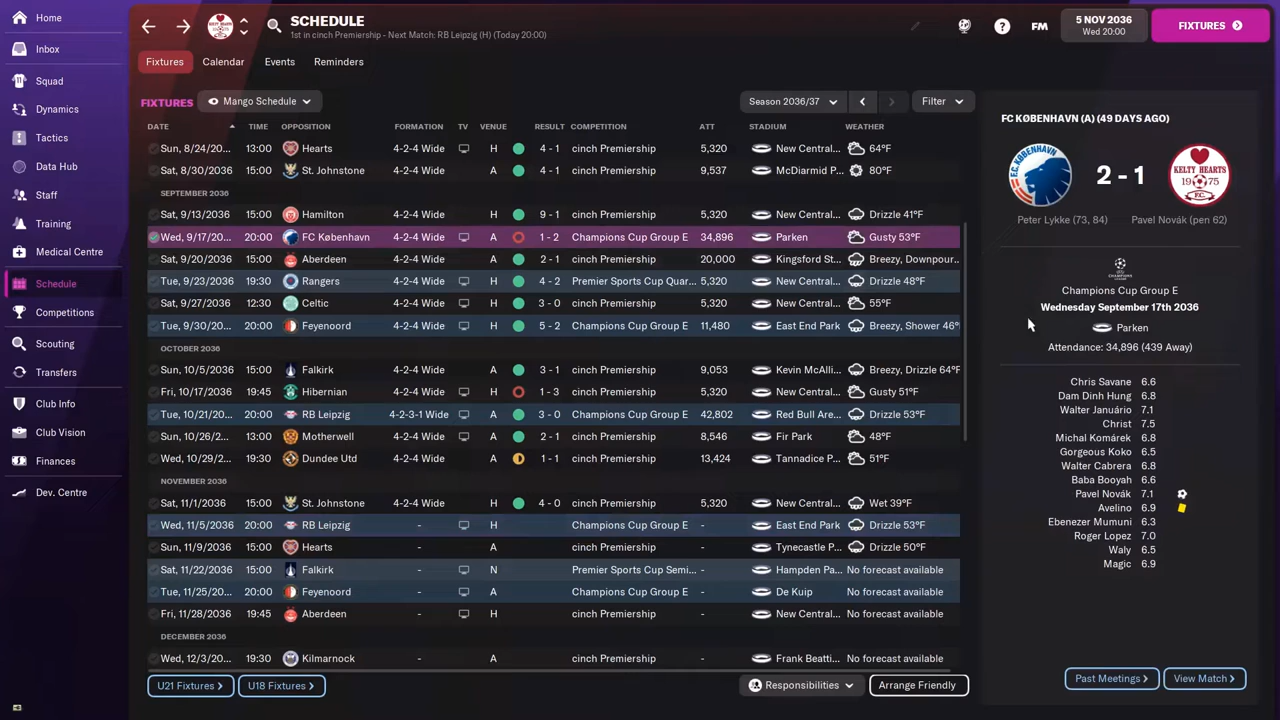 Home
Inbox
Squad
Dynamics
Tactics
Data Hub
Staff
Training
Medical Centre
Schedule
Competitions
Scouting
Transfers
Club Info
Club Vision
Finances
Dev. Centre
SCHEDULE
1st in cinch Premiership - Next Match: RB Leipzig (H) (Today 20:00)
FM
5 NOV 2036
Wed 20:00
FIXTURES
Fixtures Calendar Events Reminders
FIXTURES Mango Schedule Season 2036/37 Filter
DATE TIME OPPOSITION FORMATION TV VENUE RESULT COMPETITION ATT STADIUM WEATHER
Sun, 8/24/20... 13:00 Hearts 4-2-4 Wide H 4 - 1 cinch Premiership 5,320 New Central... 64°F
Sat, 8/30/2036 15:00 St. Johnstone 4-2-4 Wide A 4 - 1 cinch Premiership 9,537 McDiarmid P... 80°F
SEPTEMBER 2036
Sat, 9/13/2036 15:00 Hamilton 4-2-4 Wide H 9 - 1 cinch Premiership 5,320 New Central... Drizzle 41°F
Wed, 9/17/20... 20:00 FC København 4-2-4 Wide A 1 - 2 Champions Cup Group E 34,896 Parken Gusty 53°F
Sat, 9/20/2036 15:00 Aberdeen 4-2-4 Wide A 2 - 1 cinch Premiership 20,000 Kingsford St... Breezy, Downpour...
Tue, 9/23/2036 19:30 Rangers 4-2-4 Wide H 4 - 2 Premier Sports Cup Quar... 5,320 New Central... Drizzle 48°F
Sat, 9/27/2036 12:30 Celtic 4-2-4 Wide H 3 - 0 cinch Premiership 5,320 New Central... 55°F
Tue, 9/30/2036 20:00 Feyenoord 4-2-4 Wide H 5 - 2 Champions Cup Group E 11,480 East End Park Breezy, Shower 46°F
OCTOBER 2036
Sun, 10/5/2036 15:00 Falkirk 4-2-4 Wide A 3 - 1 cinch Premiership 9,053 Kevin McAlli... Breezy, Drizzle 64°F
Fri, 10/17/2036 19:45 Hibernian 4-2-4 Wide H 1 - 3 cinch Premiership 5,320 New Central... Gusty 51°F
Tue, 10/21/20... 20:00 RB Leipzig 4-2-3-1 Wide A 3 - 0 Champions Cup Group E 42,802 Red Bull Are... Drizzle 53°F
Sun, 10/26/2... 13:00 Motherwell 4-2-4 Wide A 2 - 1 cinch Premiership 8,546 Fir Park 48°F
Wed, 10/29/2... 19:30 Dundee Utd 4-2-4 Wide A 1 - 1 cinch Premiership 13,424 Tannadice P... 51°F
NOVEMBER 2036
Sat, 11/1/2036 15:00 St. Johnstone 4-2-4 Wide H 4 - 0 cinch Premiership 5,320 New Central... Wet 39°F
Wed, 11/5/2036 20:00 RB Leipzig - H Champions Cup Group E - East End Park Drizzle 53°F
Sun, 11/9/2036 15:00 Hearts - A cinch Premiership - Tynecastle P... Drizzle 50°F
Sat, 11/22/2036 15:00 Falkirk - N Premier Sports Cup Semi... - Hampden Pa... No forecast available
Tue, 11/25/2036 20:00 Feyenoord - A Champions Cup Group E - De Kuip No forecast available
Fri, 11/28/2036 19:45 Aberdeen - H cinch Premiership - New Central... No forecast available
DECEMBER 2036
Wed, 12/3/2036 19:30 Kilmarnock - A cinch Premiership - Frank Beatti... No forecast available
U21 Fixtures U18 Fixtures Responsibilities Arrange Friendly
FC KØBENHAVN (A) (49 DAYS AGO)
F.C. KØBENHAVN
KELTY HEARTS
1975
F.C.
2 - 1
Peter Lykke (73, 84) Pavel Novák (pen 62)
Champions Cup Group E
Wednesday September 17th 2036
Parken
Attendance: 34,896 (439 Away)
Chris Savane 6.6
Dam Dinh Hung 6.8
Walter Januário 7.1
Christ 7.5
Michal Komárek 6.8
Gorgeous Koko 6.5
Walter Cabrera 6.8
Baba Booyah 6.6
Pavel Novák 7.1
Avelino 6.9
Ebenezer Mumuni 6.3
Roger Lopez 7.0
Waly 6.5
Magic 6.9
Past Meetings View Match